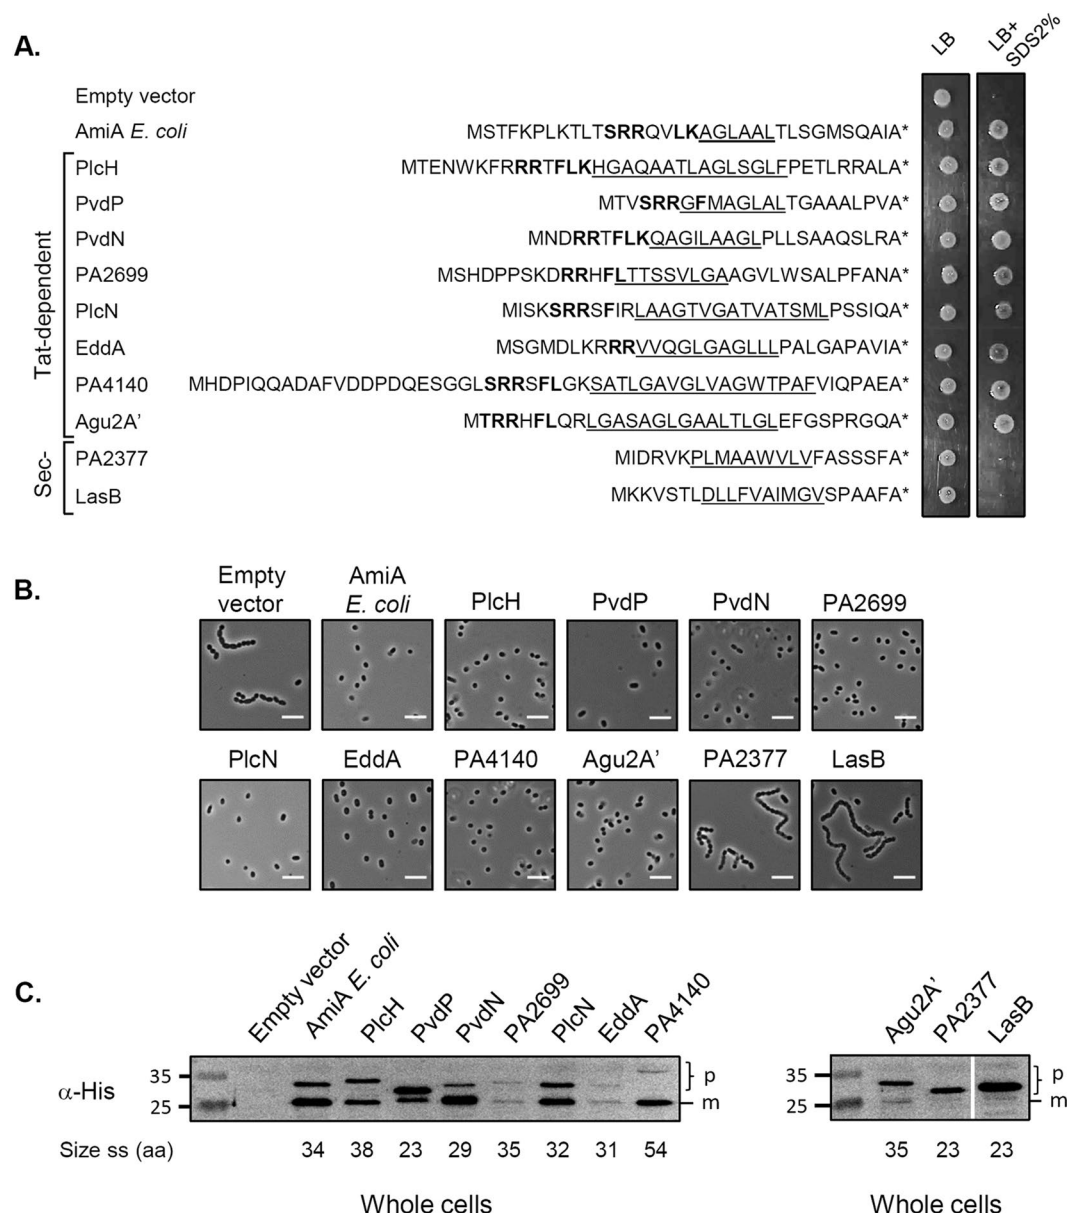 A.
LB
LB+
SDS2%
Empty vector
AmiA E. coli MSTFKPLKTLTSRRQVLKAGLAALTLSGMSQAIA*
PlcH MTENWKFRRRTFLKHGAQAATLAGLSGLFPETLRRALA*
PvdP MTVSRRGFMAGLALTGAAALPVA*
PvdN MNDRRTFLKQAGILAAGLPLLSAAQSLRA*
PA2699 MSHDPPSKDRRHFLTTSSVLGAAGVLWSALPFANA*
PlcN MISKSRRSFIRLAAGTVGATVATSMLPSSIQA*
EddA MSGMDLKRRRVVQGLGAGLLLPALGAPAVIA*
PA4140 MHDPIQQADAFVDDPDQESGGLSRRSFLGKSATLGAVGLVAGWTPAFVIQPAEA*
Agu2A’ MTRRHFLQRLGASAGLGAALTLGLEFGSPRGQA*
PA2377 MIDRVKPLMAAWVLVFASSSFA*
LasB MKKVSTLDLLFVAIMGVSPAAFA*
Tat-dependent
Sec-
B.
Empty vector
AmiA E. coli
PlcH
PvdP
PvdN
PA2699
PlcN
EddA
PA4140
Agu2A’
PA2377
LasB
C.
Empty vector
AmiA E. coli
PlcH
PvdP
PvdN
PA2699
PlcN
EddA
PA4140
Agu2A’
PA2377
LasB
α-His
35
25
p
m
35
25
p
m
Size ss (aa) 34 38 23 29 35 32 31 54 35 23 23
Whole cells
Whole cells